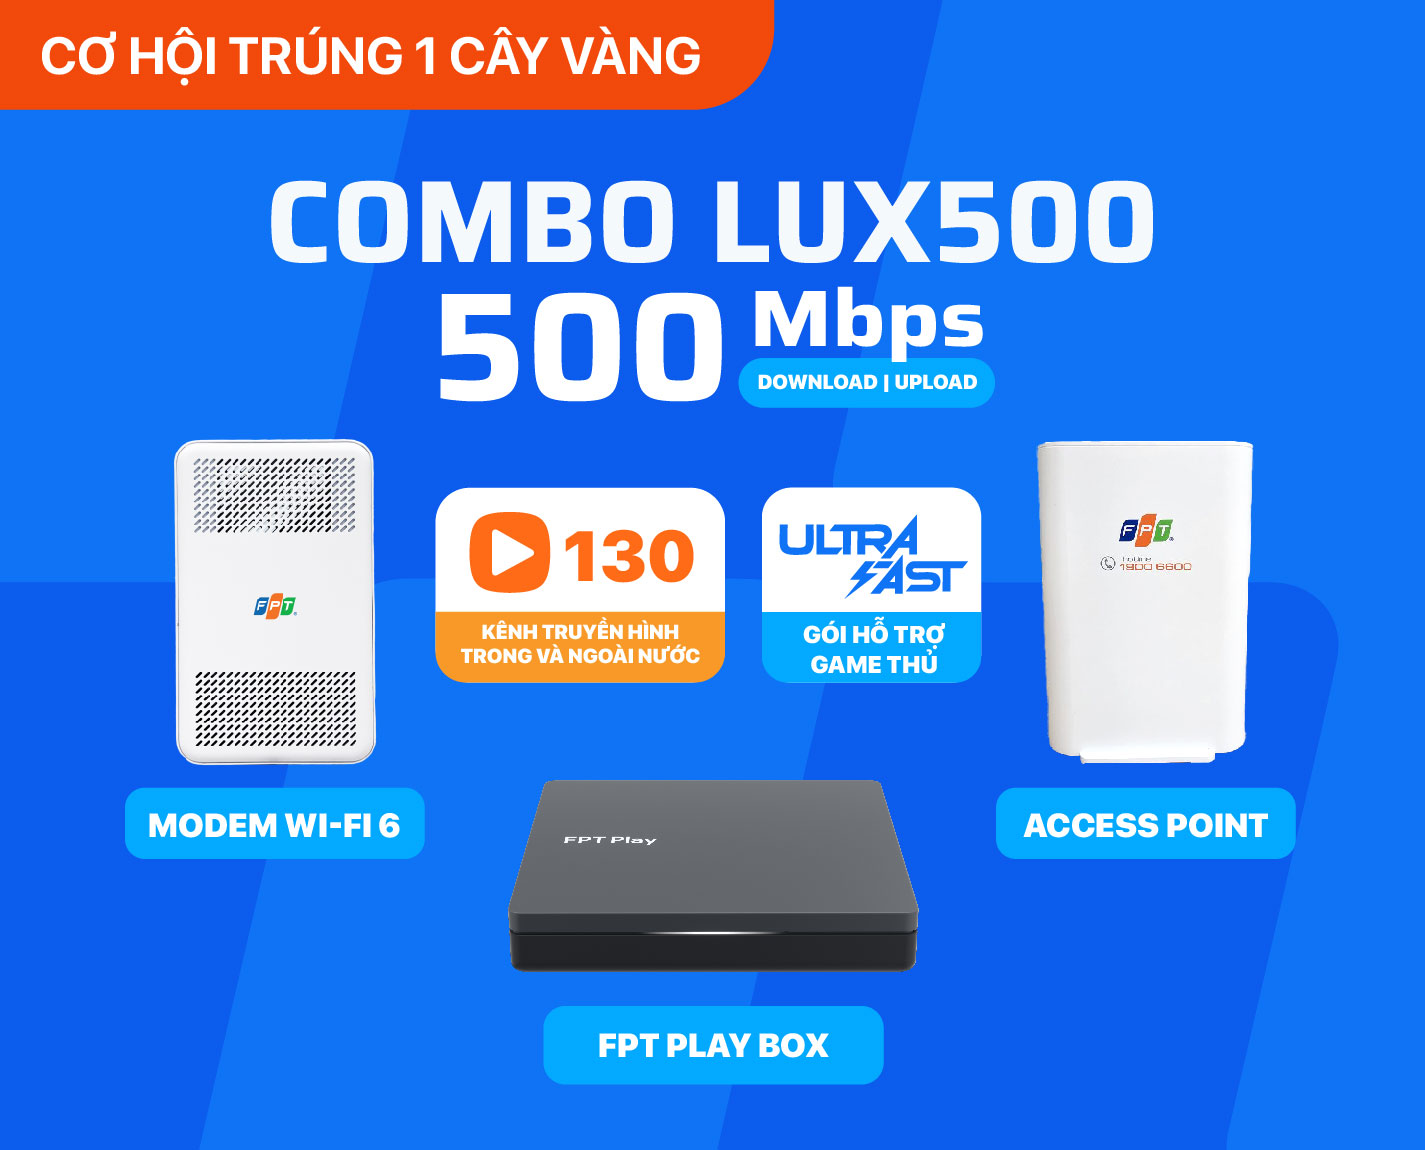 CƠ HỘI TRÚNG 1 CÂY VÀNG
COMBO LUX500
500 Mbps
DOWNLOAD | UPLOAD
130
KÊNH TRUYỀN HÌNH
TRONG VÀ NGOÀI NƯỚC
ULTRA
FAST
GÓI HỖ TRỢ
GAME THỦ
FPT
FPT
hotline
1900 6600
MODEM WI-FI 6
ACCESS POINT
FPT Play
FPT PLAY BOX